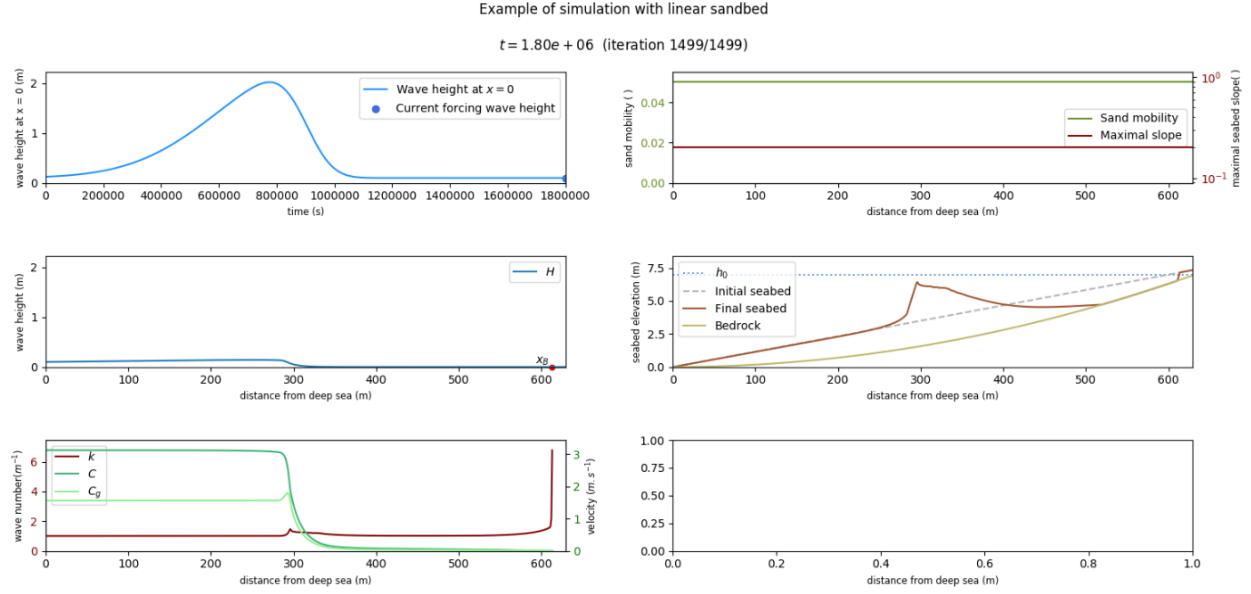 Example of simulation with linear sandbed
t = 1.80e + 06 (iteration 1499/1499)
wave height at x = 0 (m)
2
1
0
Wave height at x = 0
Current forcing wave height
0 200000 400000 600000 800000 1000000 1200000 1400000 1600000 1800000
time (s)
sand mobility ( )
0.04
0.02
0.00
Sand mobility
Maximal slope
10⁰
10⁻¹
maximal seabed slope( )
0 100 200 300 400 500 600
distance from deep sea (m)
wave height (m)
2
1
0
H
x_B
0 100 200 300 400 500 600
distance from deep sea (m)
seabed elevation (m)
7.5
5.0
2.5
0.0
h₀
Initial seabed
Final seabed
Bedrock
0 100 200 300 400 500 600
distance from deep sea (m)
wave number(m⁻¹)
6
4
2
0
k
C
C_g
3
2
1
0
velocity (m.s⁻¹)
0 100 200 300 400 500 600
distance from deep sea (m)
1.00
0.75
0.50
0.25
0.00
0.0 0.2 0.4 0.6 0.8 1.0
distance from deep sea (m)